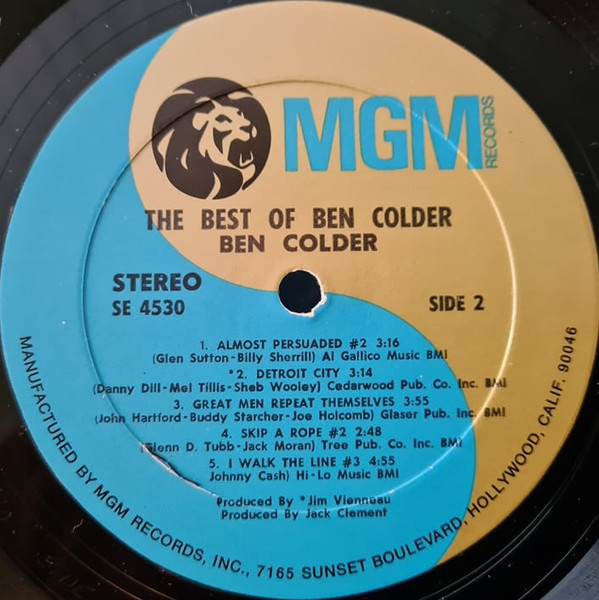 MGM RECORDS
THE BEST OF BEN COLDER
BEN COLDER
STEREO
SE 4530
SIDE 2
1. ALMOST PERSUADED #2 3:16
(Glen Sutton-Billy Sherrill) Al Gallico Music BMI
*2. DETROIT CITY 3:14
(Danny Dill-Mel Tillis-Sheb Wooley) Cedarwood Pub. Co. Inc. BMI
3. GREAT MEN REPEAT THEMSELVES 3:55
(John Hartford-Buddy Starcher-Joe Holcomb) Glaser Pub. Inc. BMI
4. SKIP A ROPE #2 2:48
(Glenn D. Tubb-Jack Moran) Tree Pub. Co. Inc. BMI
5. I WALK THE LINE #3 4:55
Johnny Cash) Hi-Lo Music BMI
Produced By *Jim Vienneau
Produced By Jack Clement
MANUFACTURED BY MGM RECORDS, INC., 7165 SUNSET BOULEVARD, HOLLYWOOD, CALIF. 90046